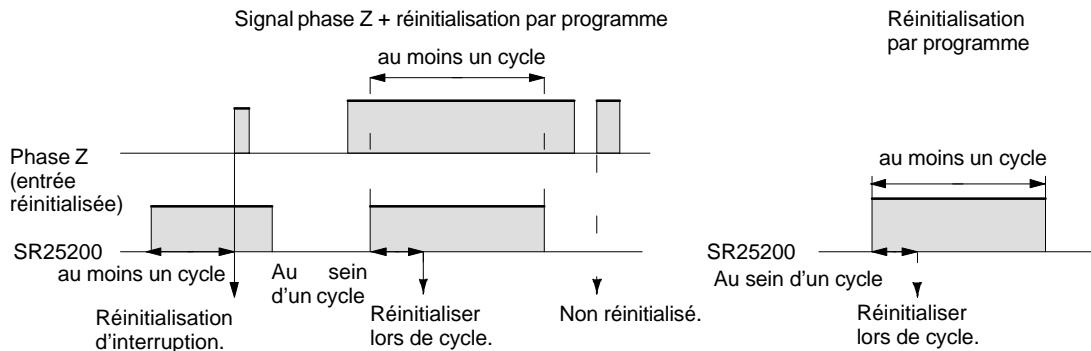 Signal phase Z + réinitialisation par programme
au moins un cycle
Phase Z
(entrée
réinitialisée)
SR25200
au moins un cycle
Au sein
d'un cycle
Réinitialisation
d'interruption.
Réinitialiser
lors de cycle.
Non réinitialisé.
Réinitialisation
par programme
au moins un cycle
SR25200
Au sein d'un cycle
Réinitialiser
lors de cycle.